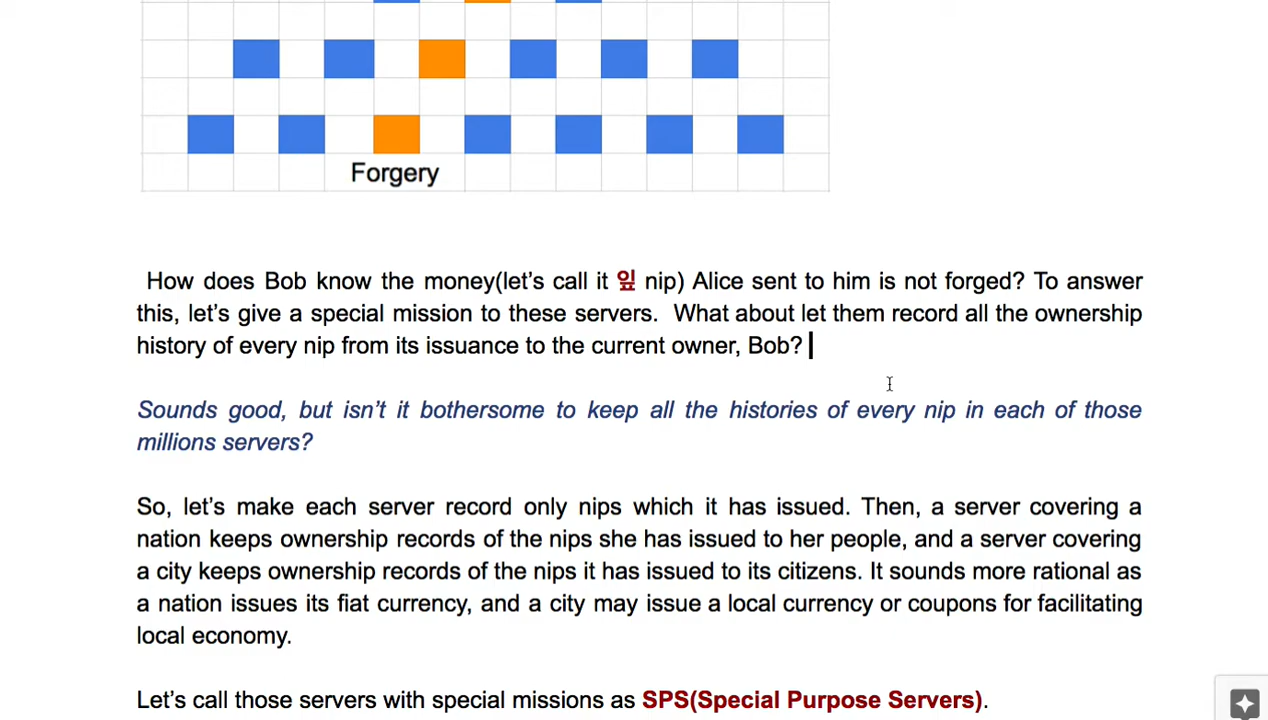 Forgery
How does Bob know the money(let’s call it 잎 nip) Alice sent to him is not forged? To answer
this, let’s give a special mission to these servers.  What about let them record all the ownership
history of every nip from its issuance to the current owner, Bob?
Sounds good, but isn’t it bothersome to keep all the histories of every nip in each of those
millions servers?
So, let’s make each server record only nips which it has issued. Then, a server covering a
nation keeps ownership records of the nips she has issued to her people, and a server covering
a city keeps ownership records of the nips it has issued to its citizens. It sounds more rational as
a nation issues its fiat currency, and a city may issue a local currency or coupons for facilitating
local economy.
Let’s call those servers with special missions as SPS(Special Purpose Servers).